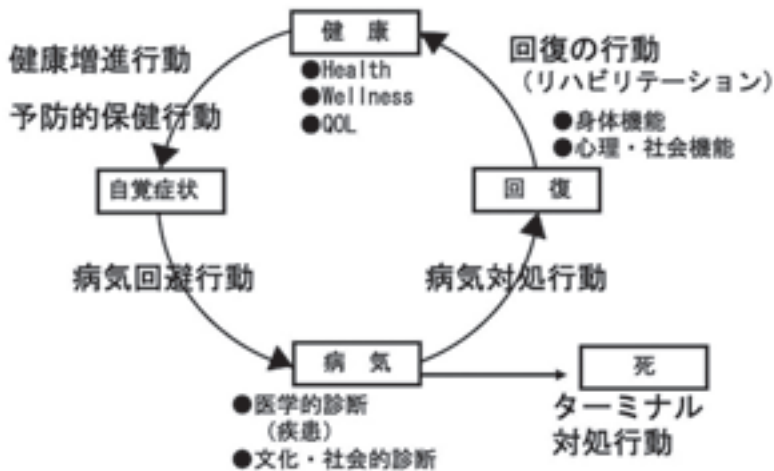 健康
●Health
●Wellness
●QOL
健康増進行動
予防的保健行動
回復の行動
(リハビリテーション)
●身体機能
●心理・社会機能
自覚症状
回復
病気回避行動
病気対処行動
病気
●医学的診断
(疾患)
●文化・社会的診断
死
ターミナル
対処行動